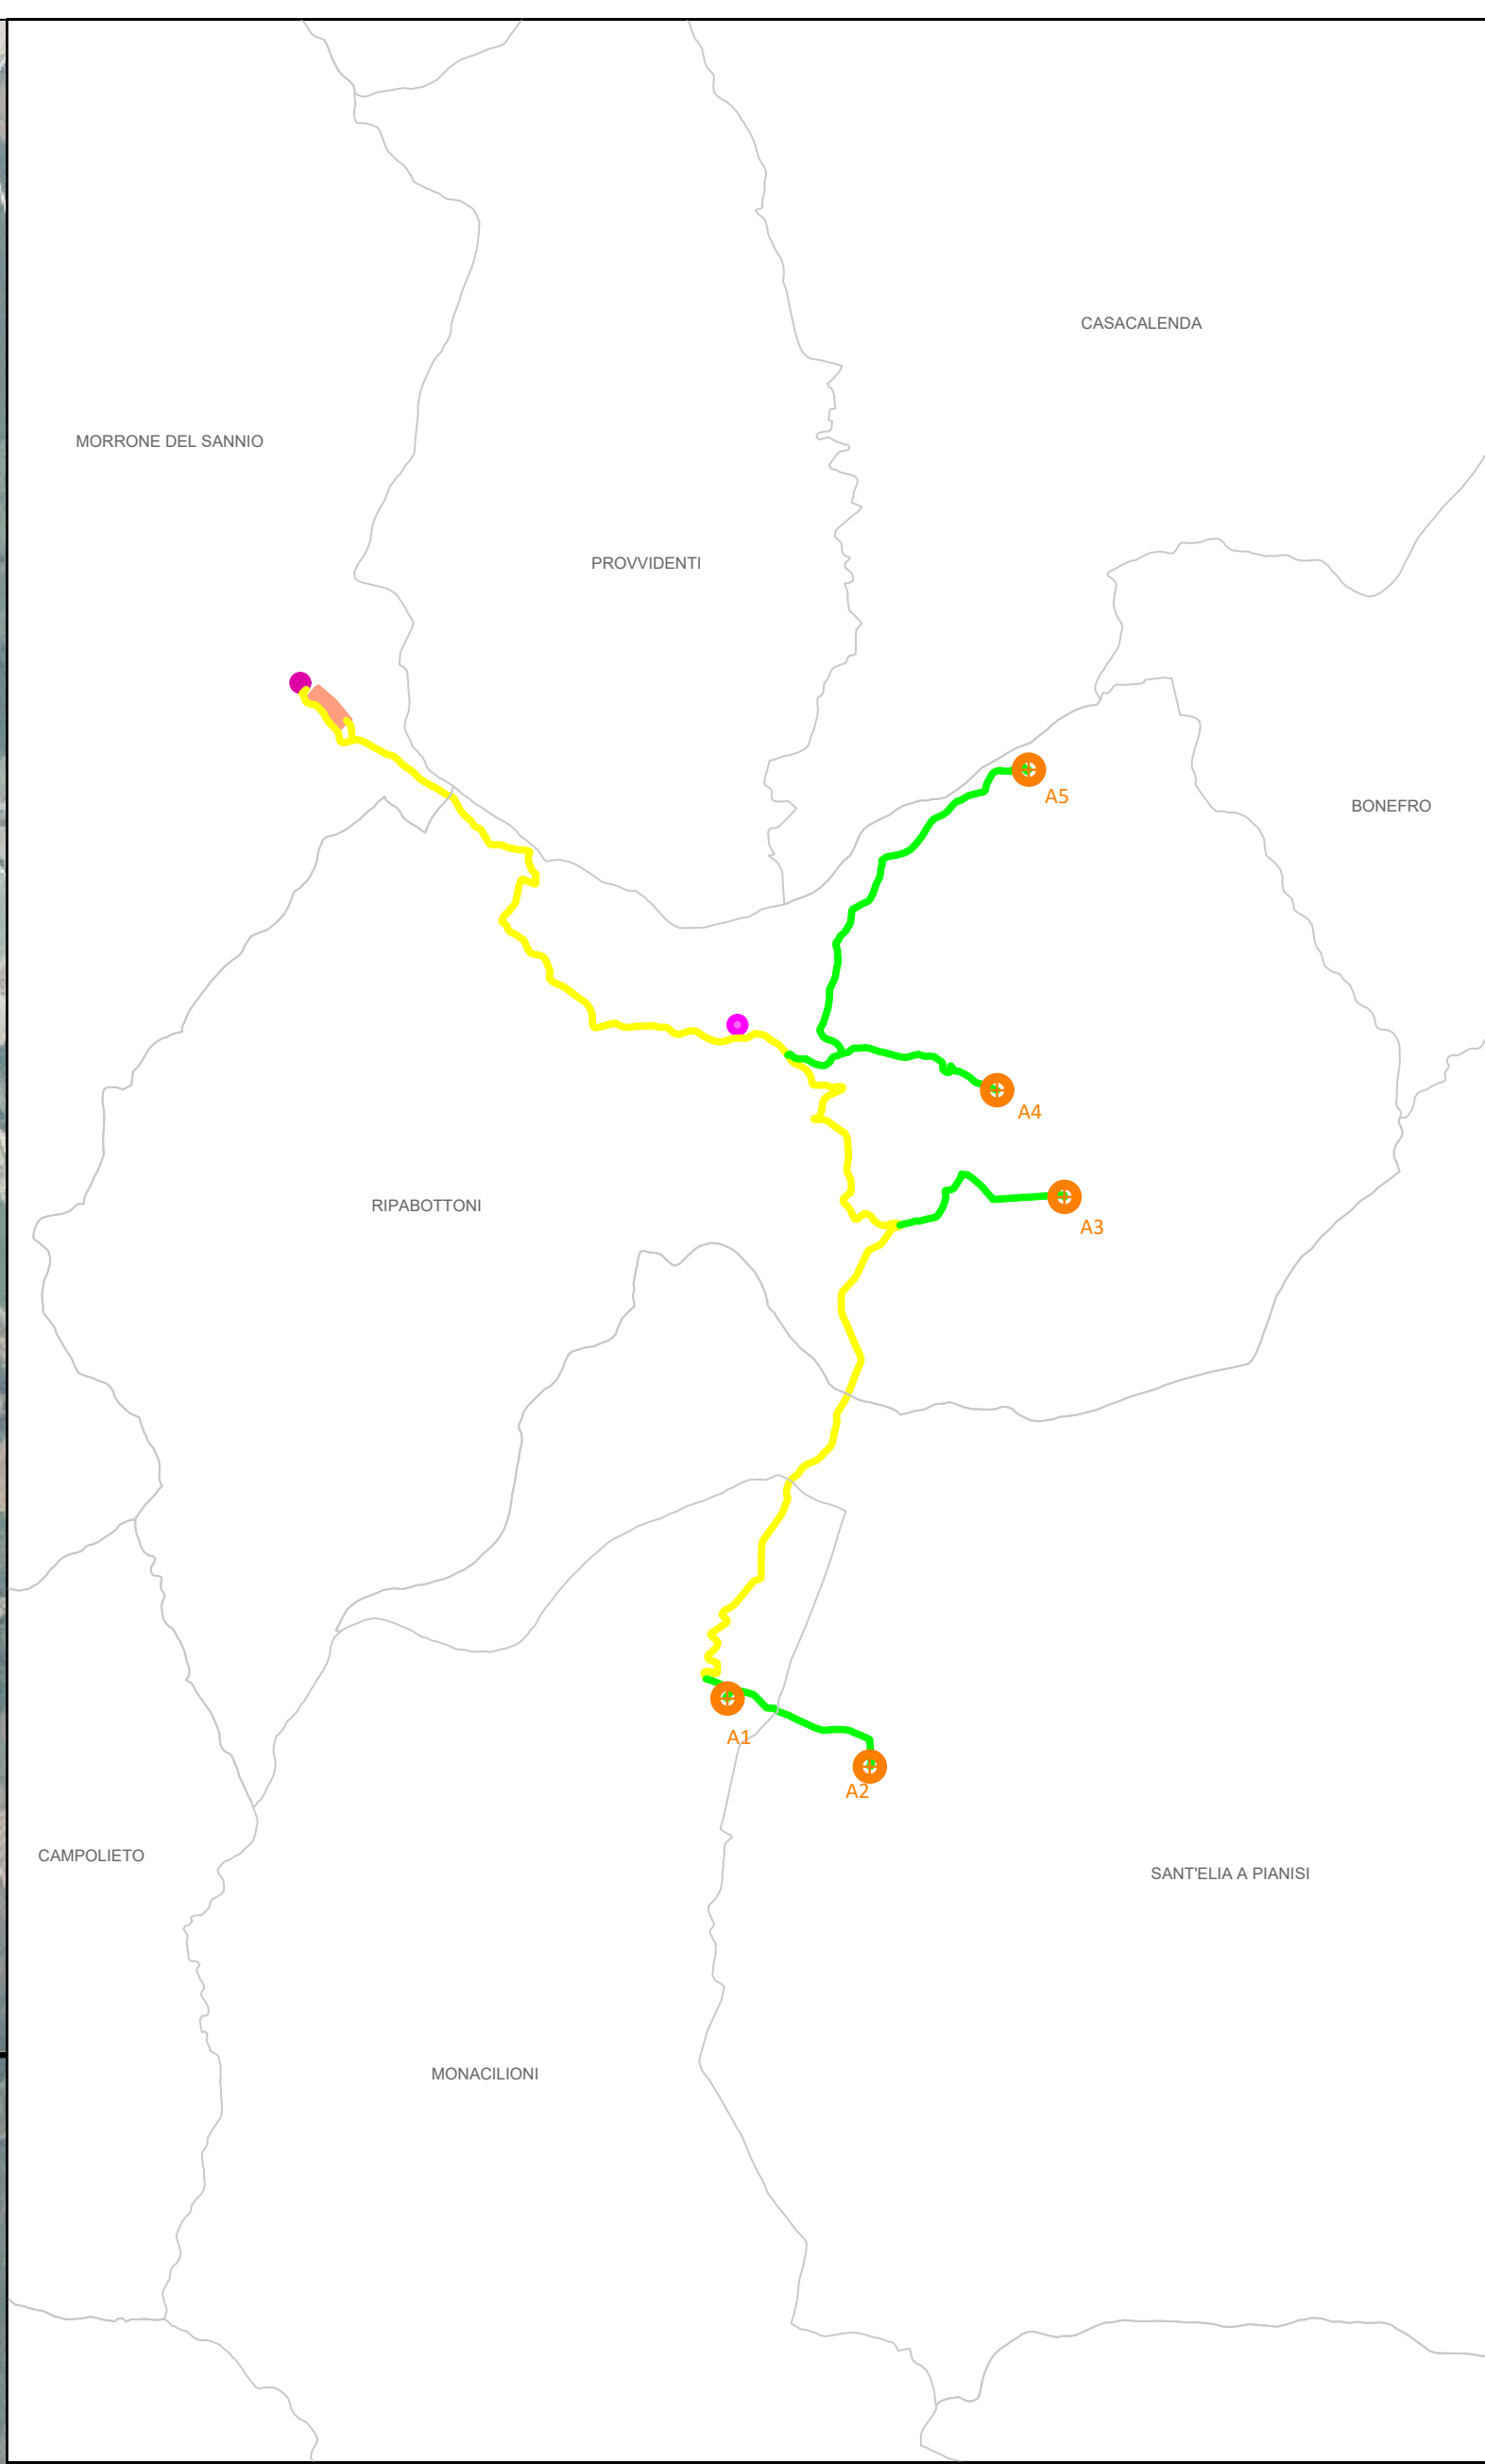 CASACALENDA
MORRONE DEL SANNIO
PROVVIDENTI
A5
BONEFRO
A4
RIPABOTTONI
A3
A1
A2
CAMPOLIETO
SANT'ELIA A PIANISI
MONACILIONI